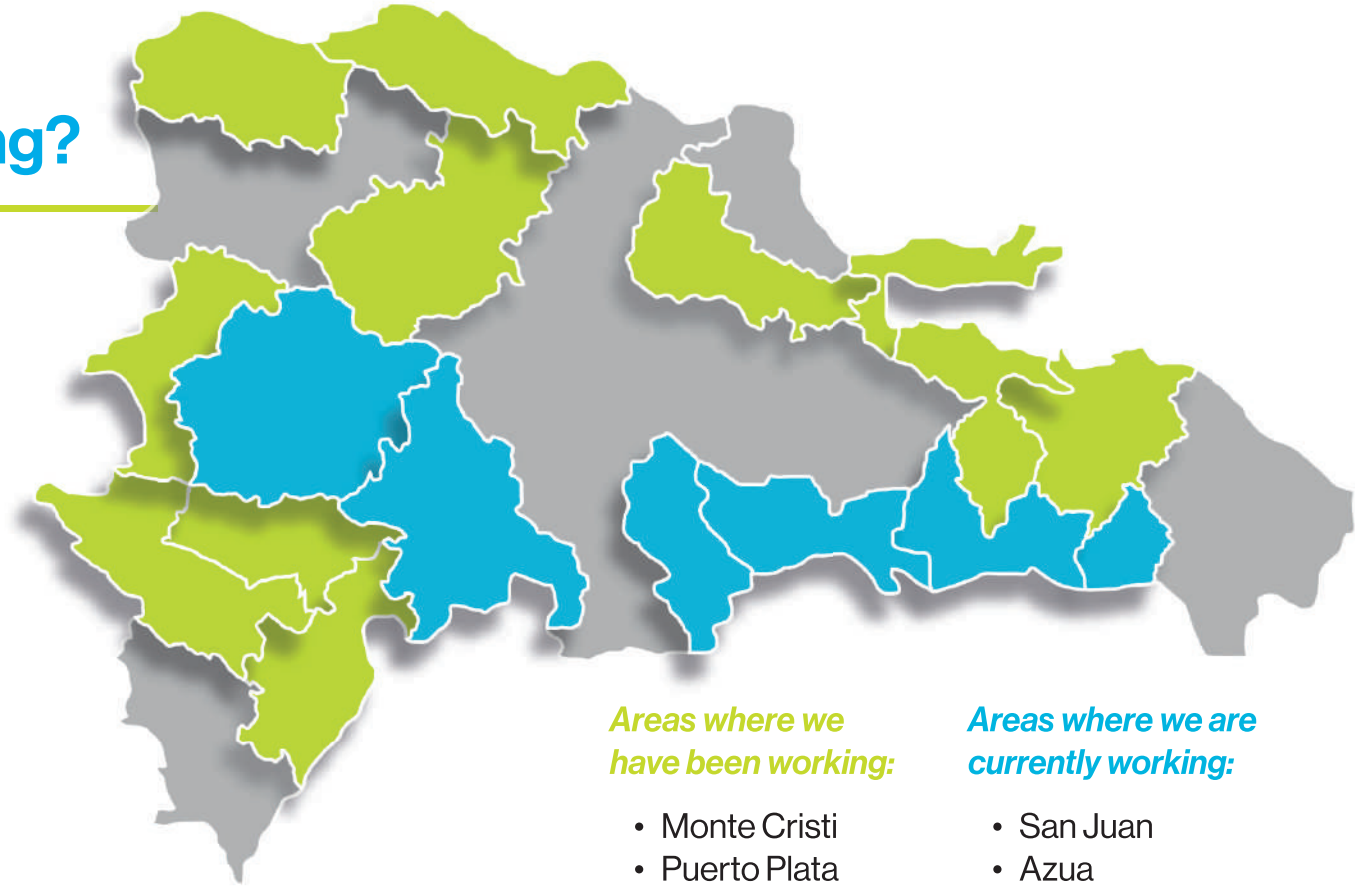 ng?
Areas where we
have been working:
• Monte Cristi
• Puerto Plata
Areas where we are
currently working:
• San Juan
• Azua